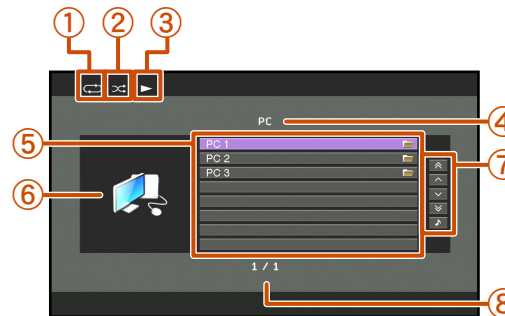 ① ② ③
PC ④
⑤ PC 1
PC 2
PC 3
⑦
⑥
1 / 1
⑧